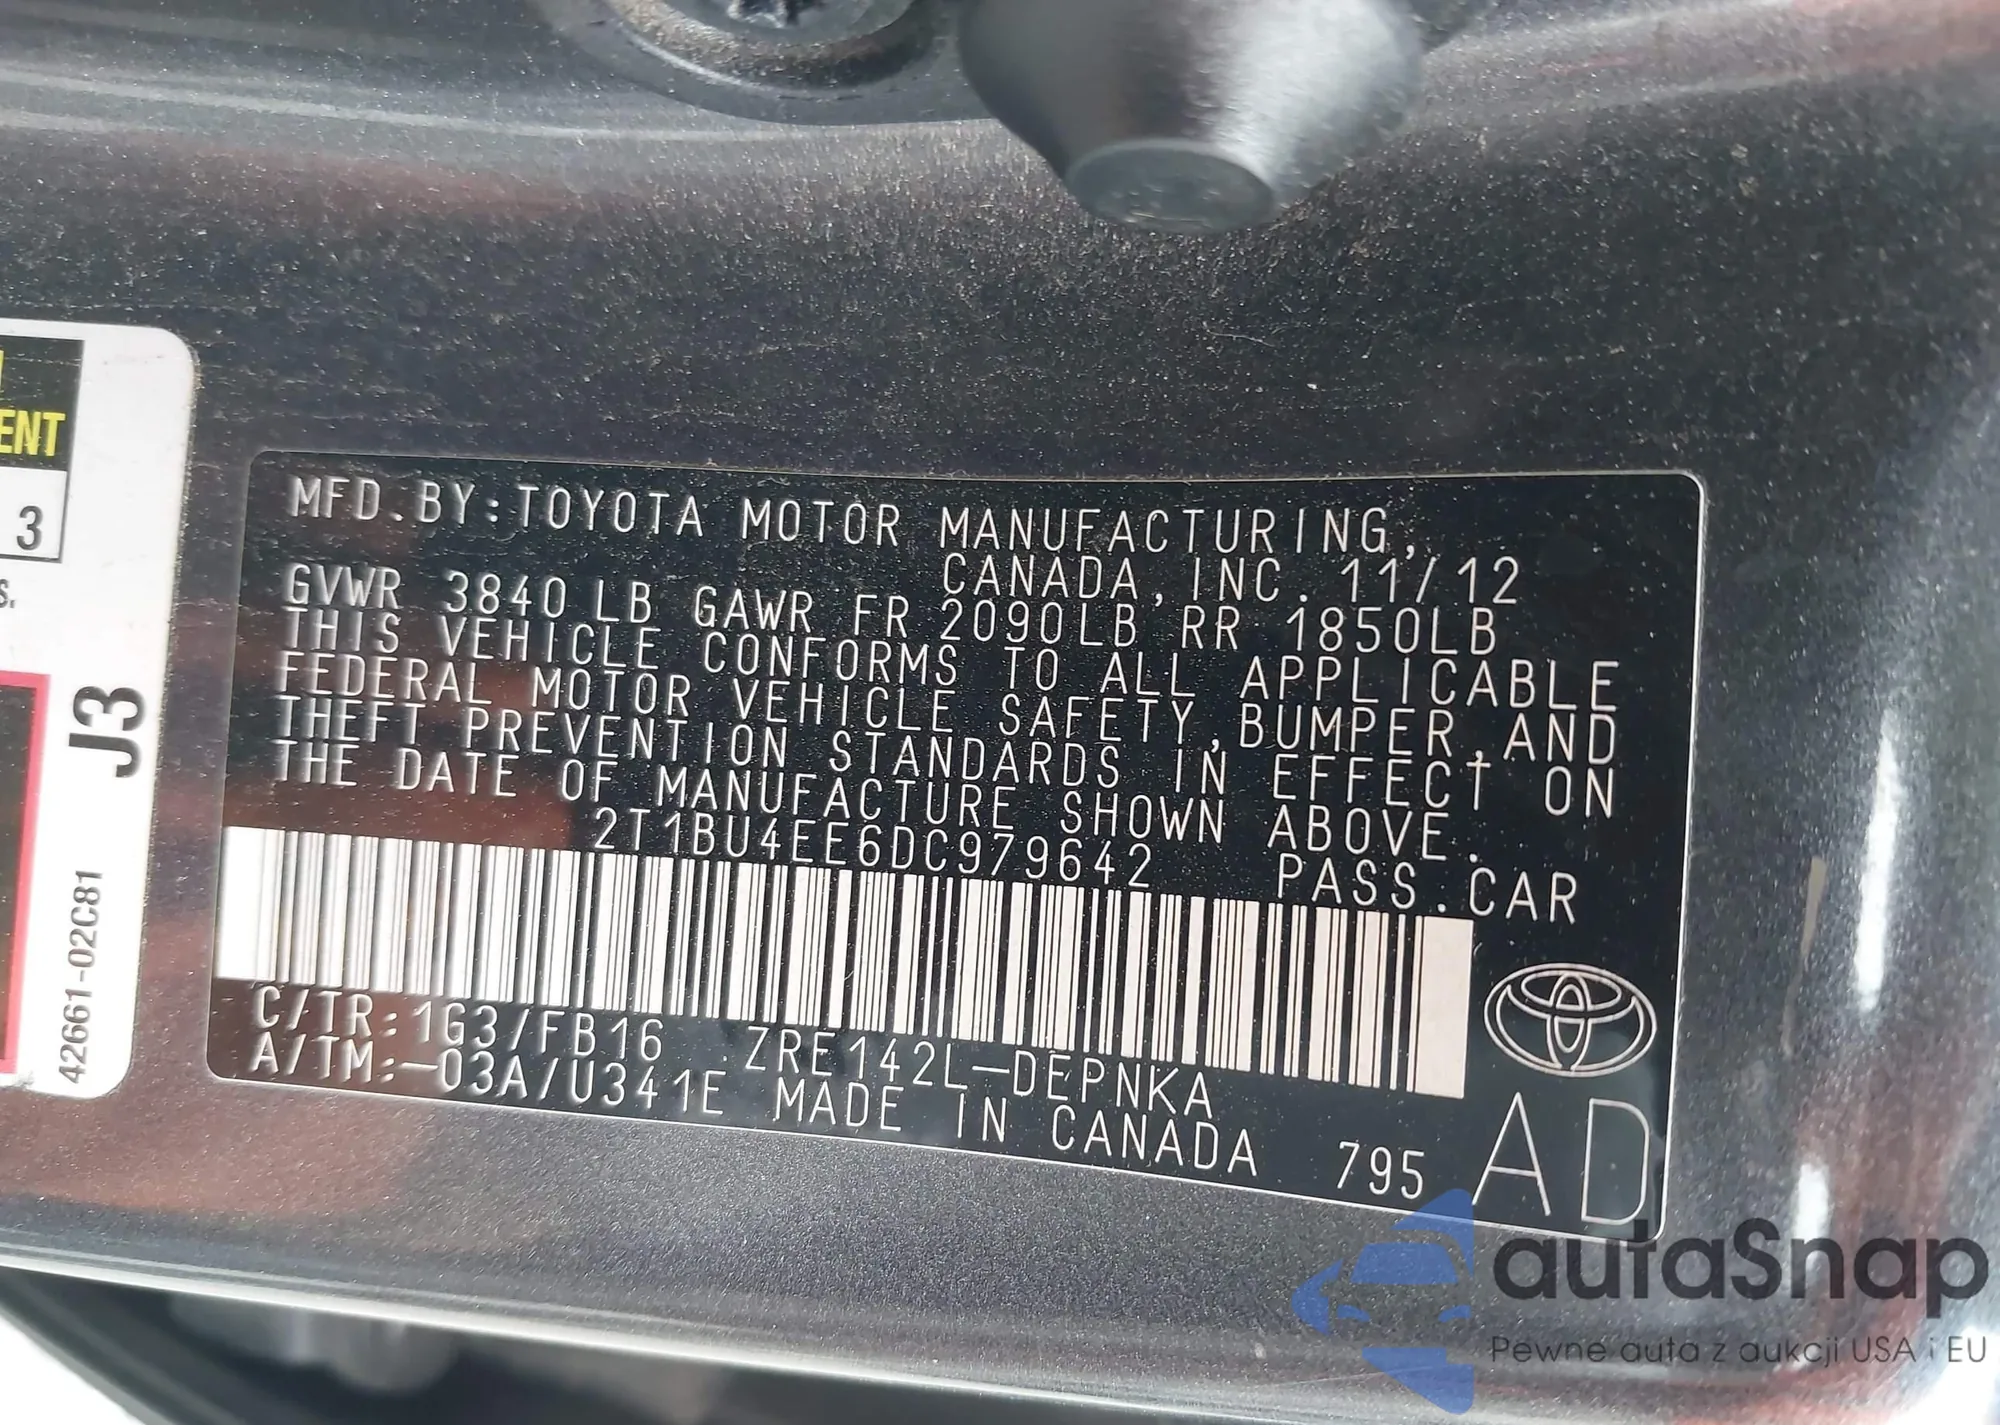 ENT
3
S.
J3
42661-02C81
MFD.BY:TOYOTA MOTOR MANUFACTURING,
CANADA,INC. 11/12
GVWR 3840LB GAWR FR 2090LB RR 1850LB
THIS VEHICLE CONFORMS TO ALL APPLICABLE
FEDERAL MOTOR VEHICLE SAFETY,BUMPER,AND
THEFT PREVENTION STANDARDS IN EFFECT ON
THE DATE OF MANUFACTURE SHOWN ABOVE.
2T1BU4EE6DC979642 PASS.CAR
C/TR:1G3/FB16 ZRE142L-DEPNKA
A/TM:-03A/U341E MADE IN CANADA 795
AD
autaSnap
Pewne auta z aukcji USA i EU